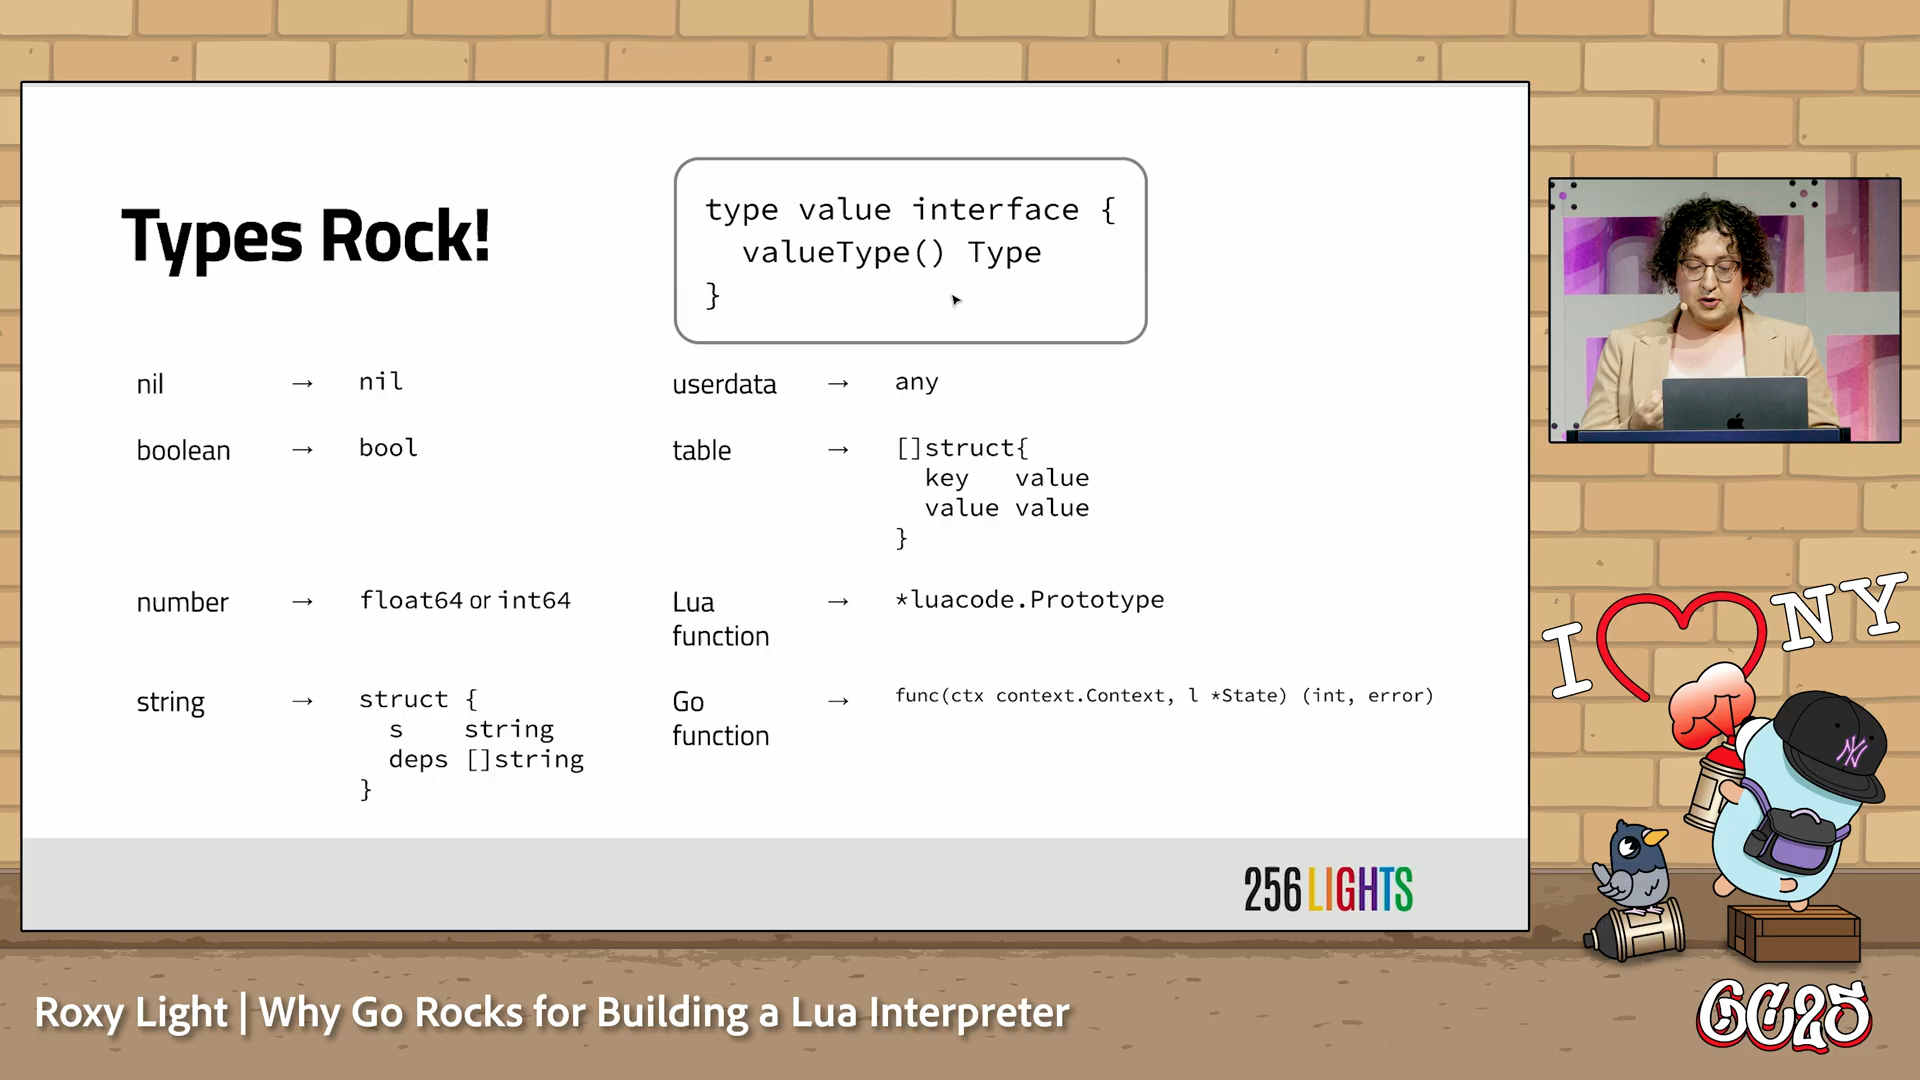 Types Rock!
type value interface {
valueType() Type
}
nil → nil
boolean → bool
number → float64 or int64
string → struct {
s string
deps []string
}
userdata → any
table → []struct{
key value
value value
}
Lua
function → *luacode.Prototype
Go
function → func(ctx context.Context, l *State) (int, error)
256 LIGHTS
I NY
NY
GC25
Roxy Light | Why Go Rocks for Building a Lua Interpreter